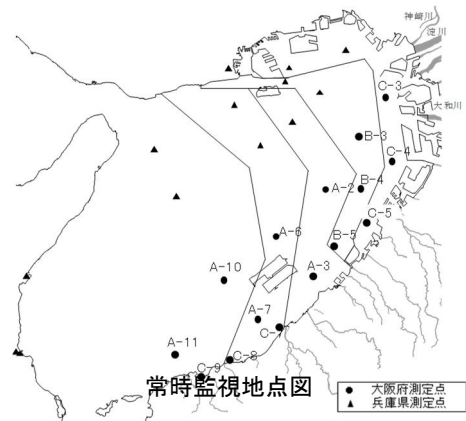 神崎川
淀川
C-3
大和川
B-3
C-4
A-2
B-4
C-5
A-6
B-5
A-10
A-3
A-7
C-
A-11
C-8
C-9
常時監視地点図
● 大阪府測定点
▲ 兵庫県測定点